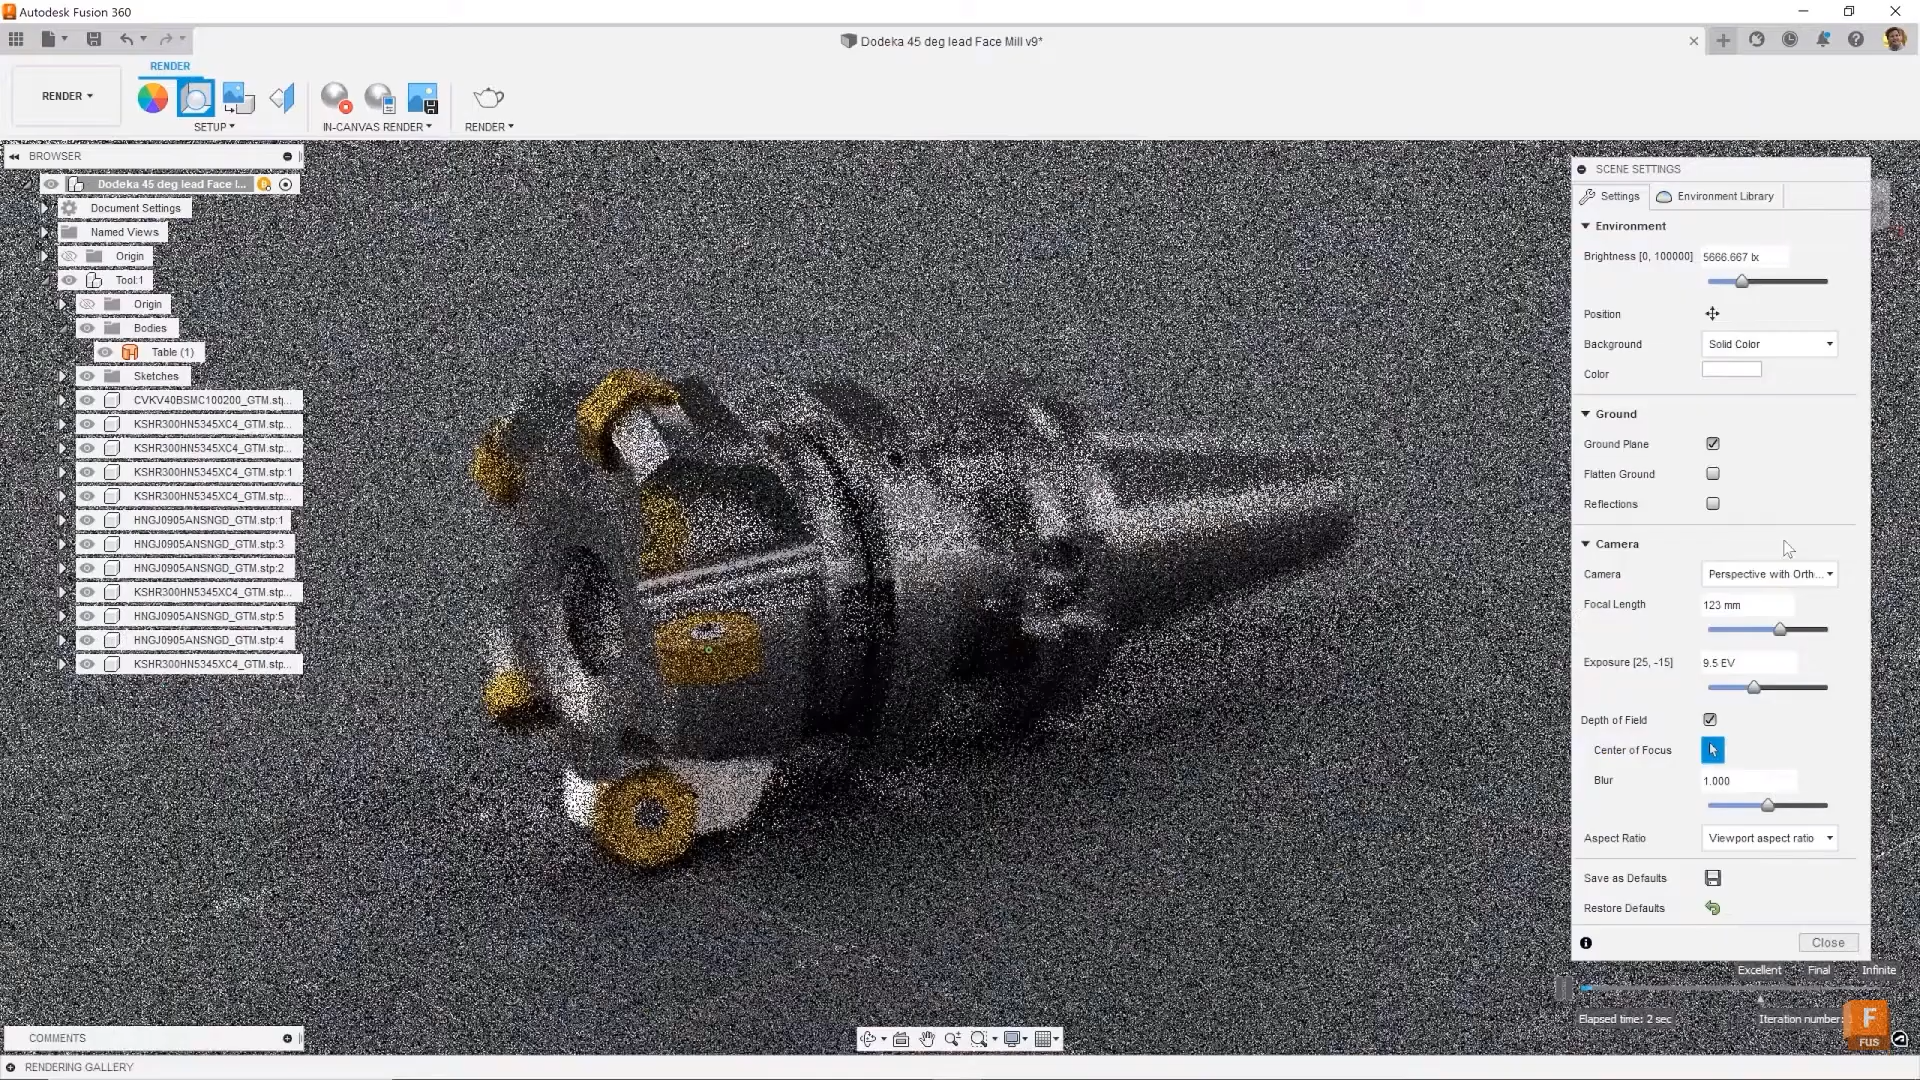 Autodesk Fusion 360
Dodeka 45 deg lead Face Mill v9*
RENDER
RENDER
SETUP
IN-CANVAS RENDER
RENDER
BROWSER
Dodeka 45 deg lead Face I...
Document Settings
Named Views
Origin
Tool:1
Origin
Bodies
Table (1)
Sketches
CVKV40BSMC100200_GTM.stp...
KSHR300HN5345XC4_GTM.stp...
KSHR300HN5345XC4_GTM.stp...
KSHR300HN5345XC4_GTM.stp:1
KSHR300HN5345XC4_GTM.stp...
HNGJ0905ANSNGD_GTM.stp:1
HNGJ0905ANSNGD_GTM.stp:3
HNGJ0905ANSNGD_GTM.stp:2
KSHR300HN5345XC4_GTM.stp...
HNGJ0905ANSNGD_GTM.stp:5
HNGJ0905ANSNGD_GTM.stp:4
KSHR300HN5345XC4_GTM.stp...
SCENE SETTINGS
Settings Environment Library
Environment
Brightness [0, 100000] 5666.667 lx
Position
Background Solid Color
Color
Ground
Ground Plane
Flatten Ground
Reflections
Camera
Camera Perspective with Orth...
Focal Length 123 mm
Exposure [25, -15] 9.5 EV
Depth of Field
Center of Focus
Blur 1.000
Aspect Ratio Viewport aspect ratio
Save as Defaults
Restore Defaults
Close
Excellent Final Infinite
Elapsed time: 2 sec Iteration number:
F
FUS
COMMENTS
RENDERING GALLERY